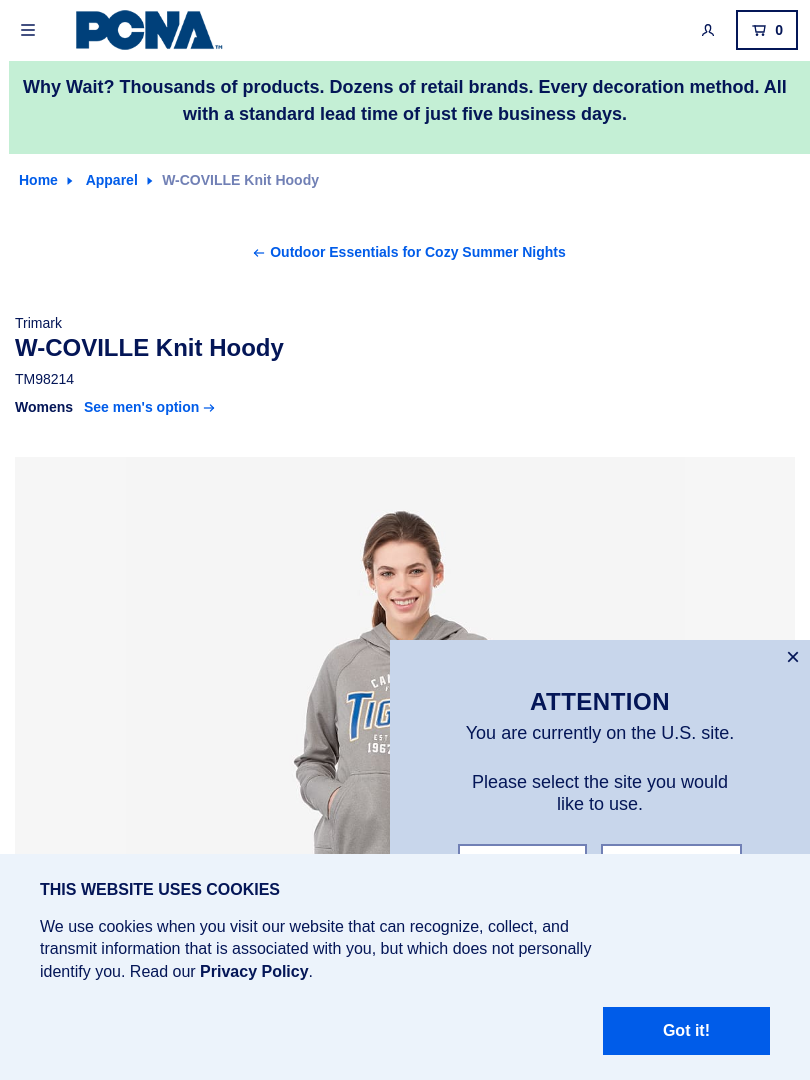 PCNA™
0
Why Wait? Thousands of products. Dozens of retail brands. Every decoration method. All
with a standard lead time of just five business days.
Home Apparel W-COVILLE Knit Hoody
Outdoor Essentials for Cozy Summer Nights
Trimark
W-COVILLE Knit Hoody
TM98214
Womens See men's option
ATTENTION
You are currently on the U.S. site.
Please select the site you would
like to use.
THIS WEBSITE USES COOKIES
We use cookies when you visit our website that can recognize, collect, and
transmit information that is associated with you, but which does not personally
identify you. Read our Privacy Policy.
Got it!